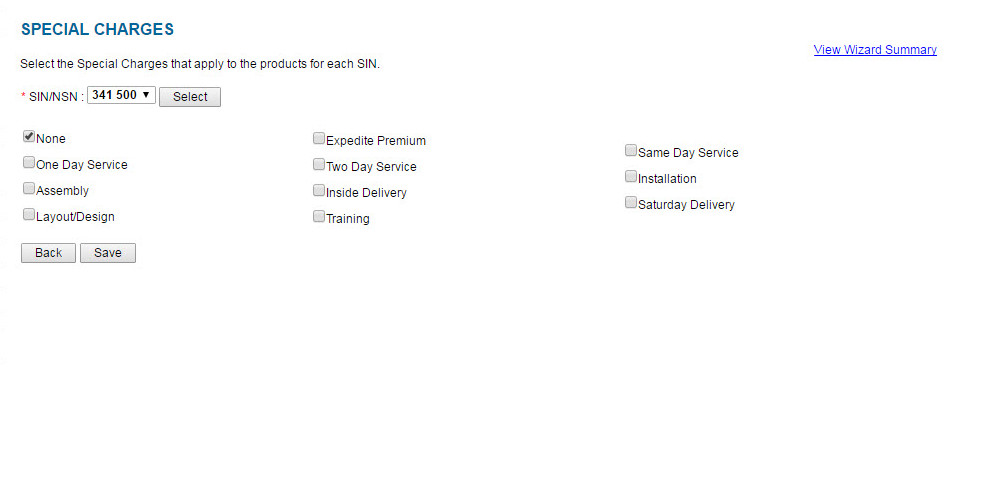 SPECIAL CHARGES
View Wizard Summary
Select the Special Charges that apply to the products for each SIN.
* SIN/NSN : 341 500 ▼ Select
None
One Day Service
Assembly
Layout/Design
Expedite Premium
Two Day Service
Inside Delivery
Training
Same Day Service
Installation
Saturday Delivery
Back Save